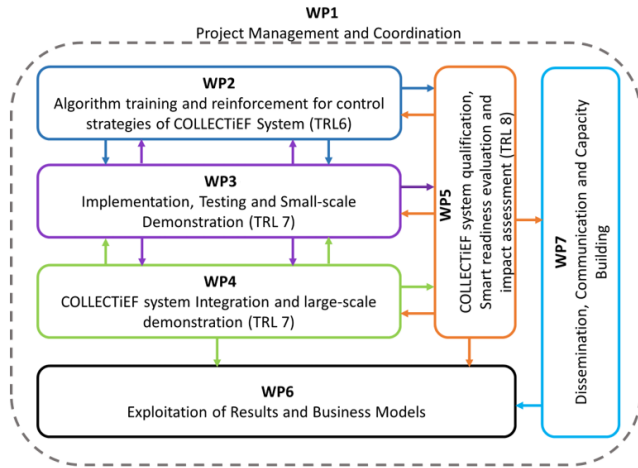 WP1
Project Management and Coordination
WP2
Algorithm training and reinforcement for control
strategies of COLLECTiEF System (TRL6)
WP3
Implementation, Testing and Small-scale
Demonstration (TRL 7)
WP4
COLLECTiEF system Integration and large-scale
demonstration (TRL 7)
WP5
COLLECTiEF system qualification,
Smart readiness evaluation and
impact assessment (TRL 8)
WP7
Dissemination, Communication and Capacity
Building
WP6
Exploitation of Results and Business Models